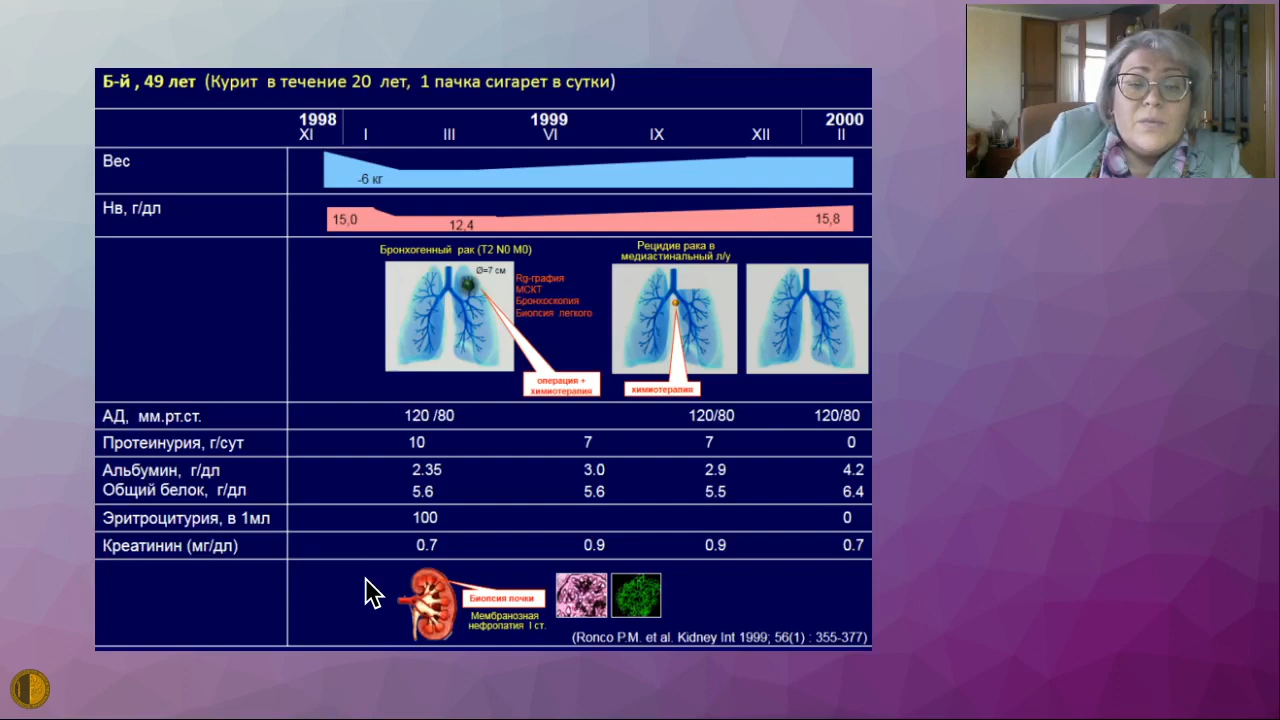 Б-й , 49 лет (Курит в течение 20 лет, 1 пачка сигарет в сутки)
1998 1999 2000
XI I III VI IX XII II
Вес
-6 кг
Нв, г/дл
15,0 12,4 15,8
Бронхогенный рак (T2 N0 M0)
Рецидив рака в
медиастинальный л/у
Ø=7 см
Rg-графия
МСКТ
Бронхоскопия
Биопсия легкого
операция +
химиотерапия
химиотерапия
АД, мм.рт.ст. 120 /80 120/80 120/80
Протеинурия, г/сут 10 7 7 0
Альбумин, г/дл 2.35 3.0 2.9 4.2
Общий белок, г/дл 5.6 5.6 5.5 6.4
Эритроцитурия, в 1мл 100 0
Креатинин (мг/дл) 0.7 0.9 0.9 0.7
Биопсия почки
Мембранозная
нефропатия I ст.
(Ronco P.M. et al. Kidney Int 1999; 56(1) : 355-377)